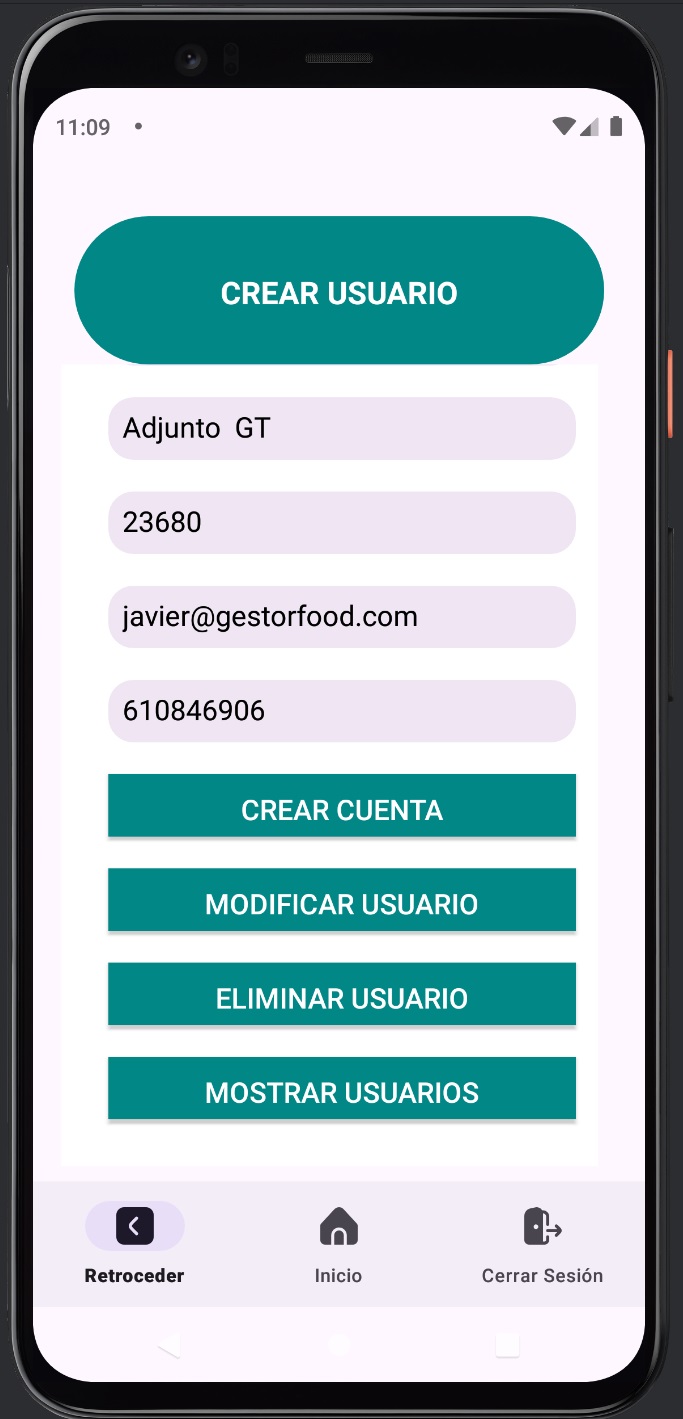 11:09
CREAR USUARIO
Adjunto  GT
23680
javier@gestorfood.com
610846906
CREAR CUENTA
MODIFICAR USUARIO
ELIMINAR USUARIO
MOSTRAR USUARIOS
Retroceder Inicio Cerrar Sesión